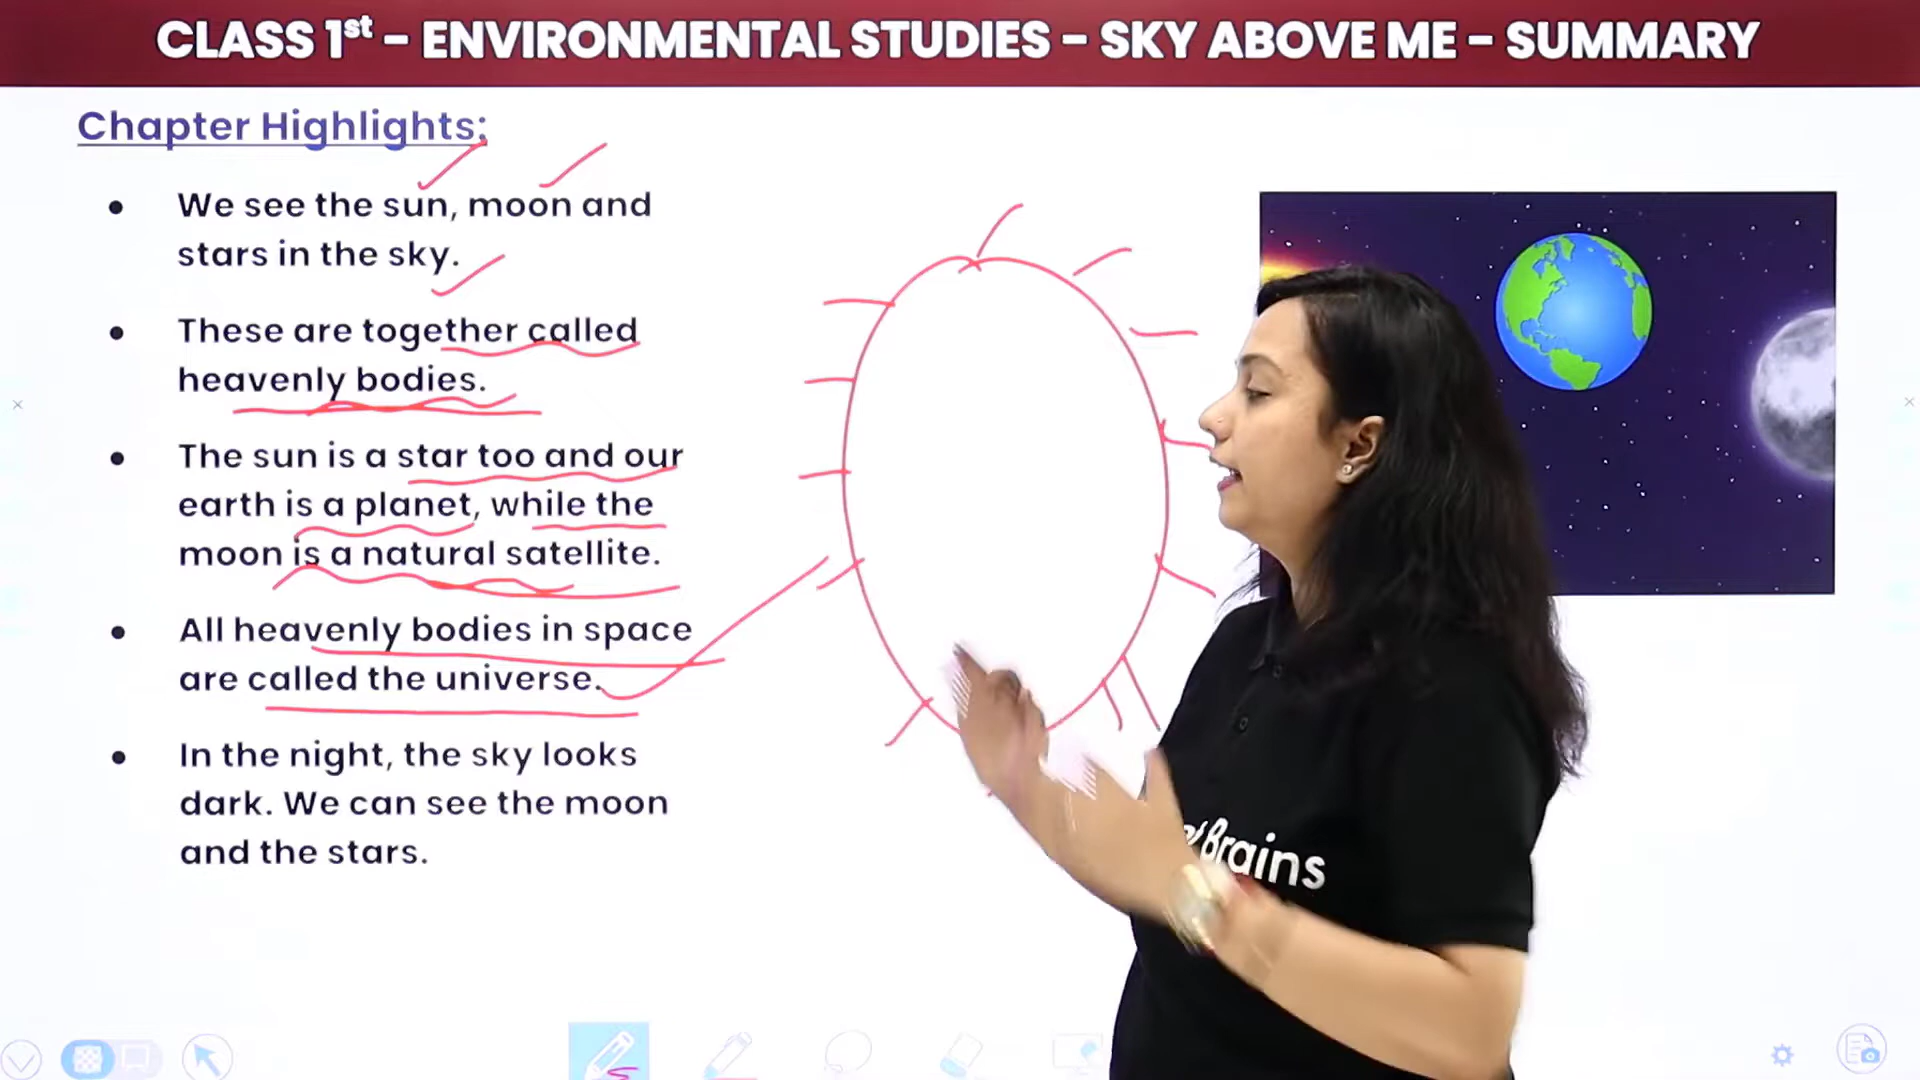 CLASS 1st – ENVIRONMENTAL STUDIES – SKY ABOVE ME – SUMMARY
Chapter Highlights:
• We see the sun, moon and
stars in the sky.
• These are together called
heavenly bodies.
• The sun is a star too and our
earth is a planet, while the
moon is a natural satellite.
• All heavenly bodies in space
are called the universe.
• In the night, the sky looks
dark. We can see the moon
and the stars.
Brains